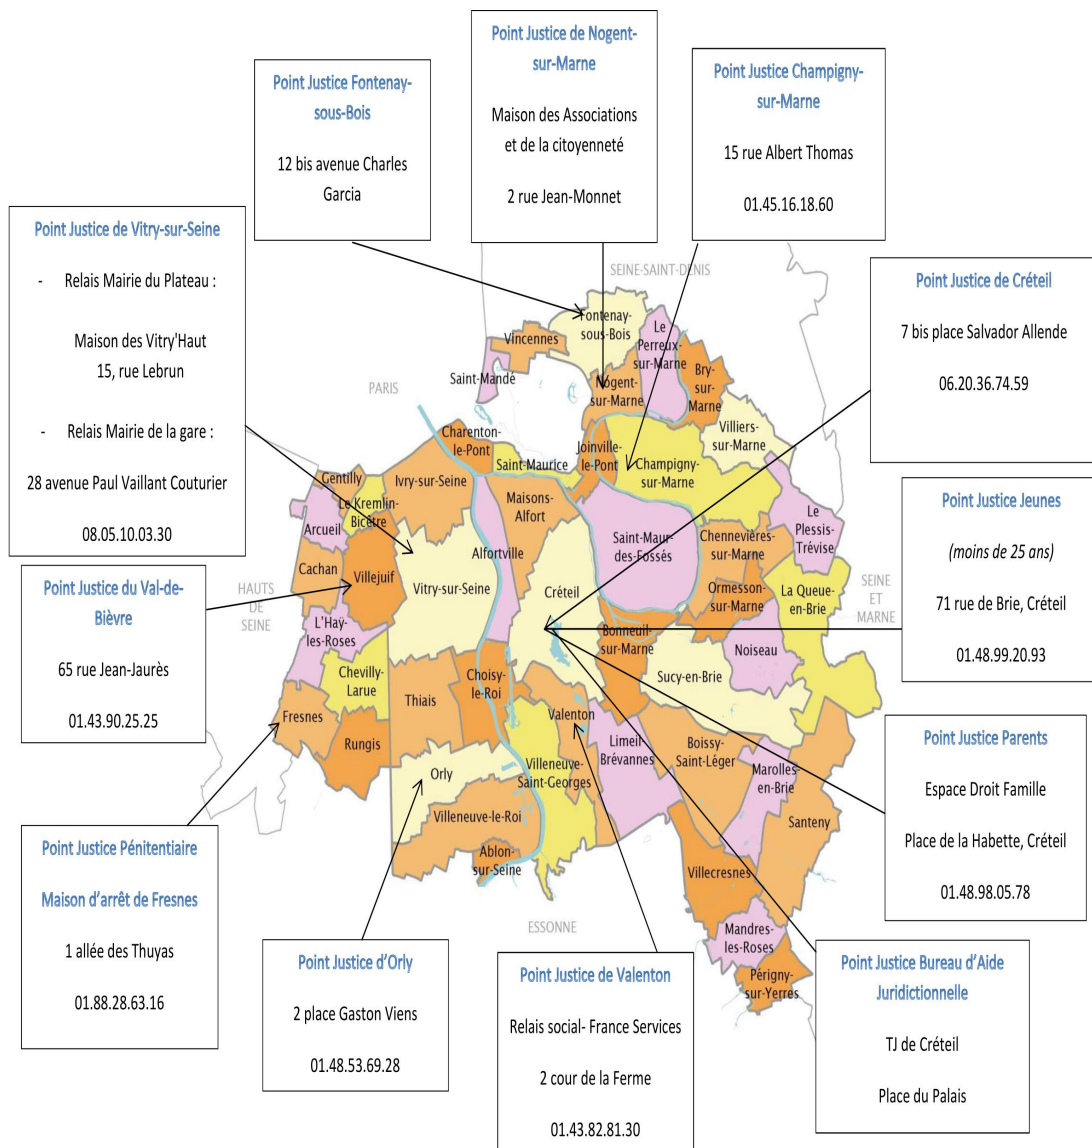 Point Justice de Nogent-
sur-Marne
Maison des Associations
et de la citoyenneté
2 rue Jean-Monnet
Point Justice Fontenay-
sous-Bois
12 bis avenue Charles
Garcia
Point Justice Champigny-
sur-Marne
15 rue Albert Thomas
01.45.16.18.60
Point Justice de Vitry-sur-Seine
- Relais Mairie du Plateau :
Maison des Vitry'Haut
15, rue Lebrun
- Relais Mairie de la gare :
28 avenue Paul Vaillant Couturier
08.05.10.03.30
Point Justice de Créteil
7 bis place Salvador Allende
06.20.36.74.59
Point Justice Jeunes
(moins de 25 ans)
71 rue de Brie, Créteil
01.48.99.20.93
Point Justice du Val-de-
Bièvre
65 rue Jean-Jaurès
01.43.90.25.25
Point Justice Parents
Espace Droit Famille
Place de la Habette, Créteil
01.48.98.05.78
Point Justice Pénitentiaire
Maison d'arrêt de Fresnes
1 allée des Thuyas
01.88.28.63.16
Point Justice d'Orly
2 place Gaston Viens
01.48.53.69.28
Point Justice de Valenton
Relais social- France Services
2 cour de la Ferme
01.43.82.81.30
Point Justice Bureau d'Aide
Juridictionnelle
TJ de Créteil
Place du Palais
SEINE-SAINT-DENIS
PARIS
HAUTS
DE
SEINE
SEINE
ET
MARNE
ESSONNE
Fontenay-
sous-Bois
Vincennes
Saint-Mandé
Le
Perreux-
sur-Marne
Nogent-
sur-Marne
Bry-
sur-
Marne
Villiers-
sur-Marne
Charenton-
le-Pont
Saint-Maurice
Joinville-
le-Pont
Champigny-
sur-Marne
Gentilly
Le Kremlin-
Bicêtre
Ivry-sur-Seine
Maisons-
Alfort
Arcueil
Cachan
Villejuif
Vitry-sur-Seine
Alfortville
Créteil
Saint-Maur-
des-Fossés
Chennevières-
sur-Marne
Le
Plessis-
Trévise
Ormesson-
sur-Marne
La Queue-
en-Brie
L'Haÿ-
les-Roses
Bonneuil-
sur-Marne
Noiseau
Sucy-en-Brie
Chevilly-
Larue
Thiais
Choisy-
le-Roi
Fresnes
Rungis
Valenton
Limeil-
Brévannes
Boissy-
Saint-Léger
Marolles-
en-Brie
Santeny
Orly
Villeneuve-
Saint-Georges
Villeneuve-le-Roi
Ablon-
sur-Seine
Villecresnes
Mandres-
les-Roses
Périgny-
sur-Yerres